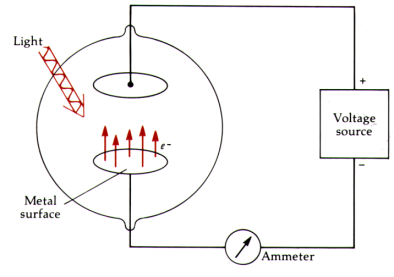 Light
+
Voltage
source
−
e−
Metal
surface
Ammeter